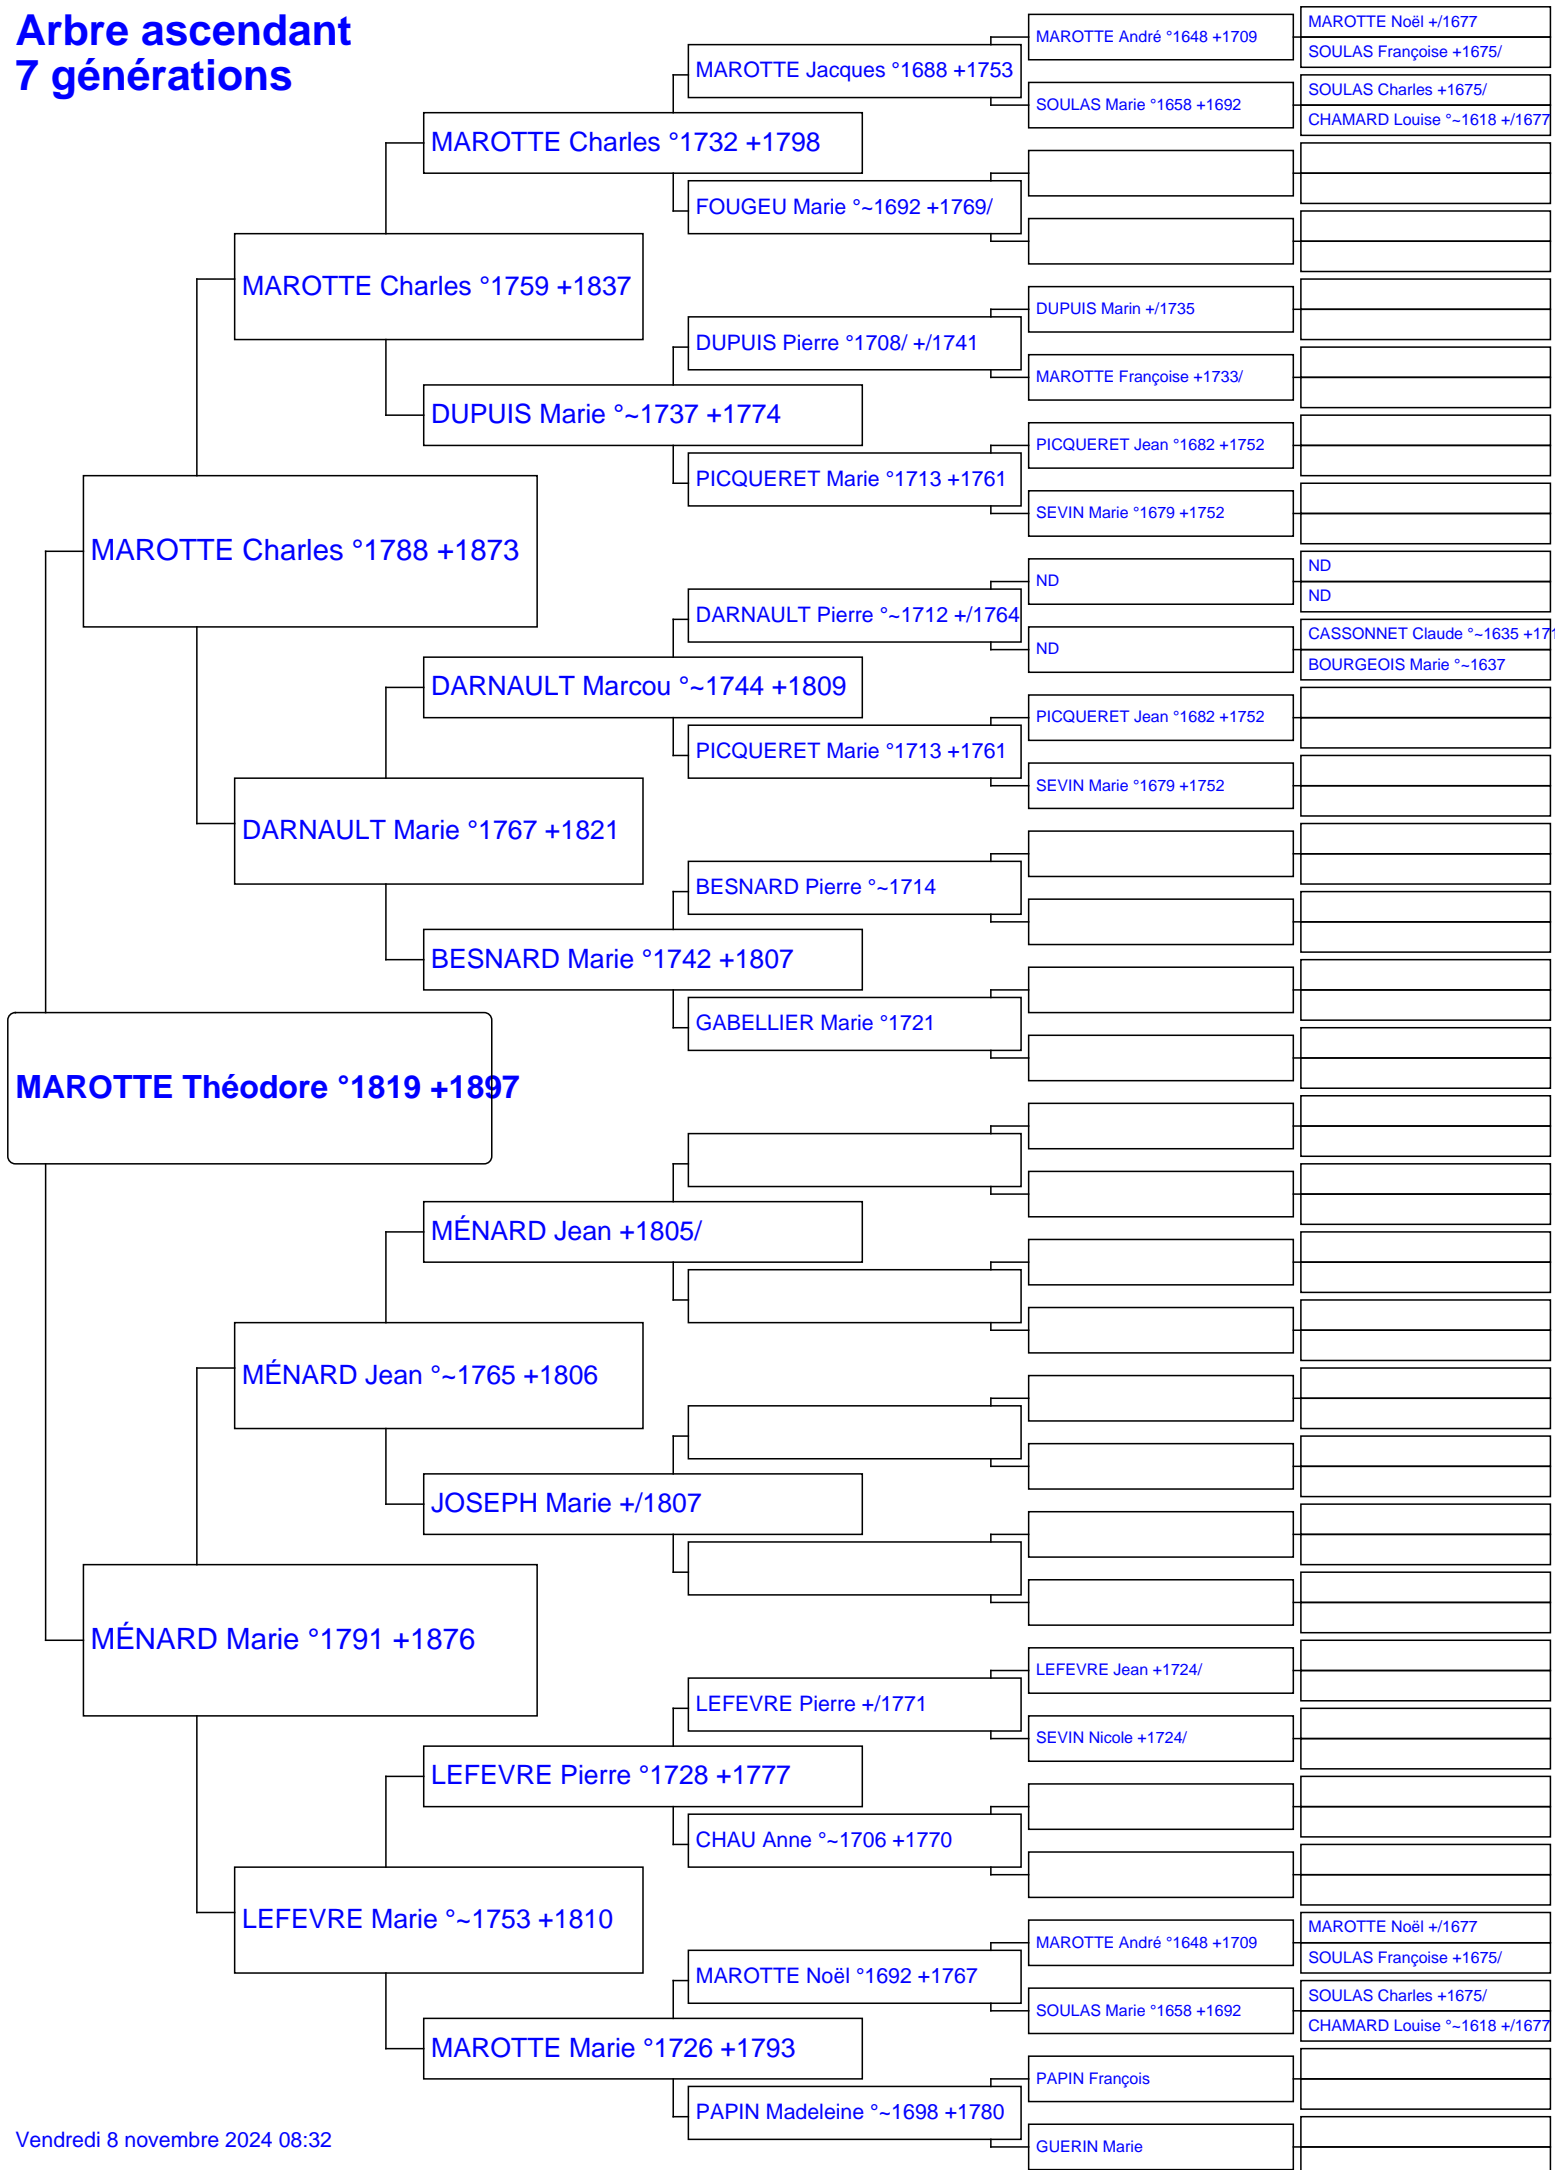 Arbre ascendant
7 générations
MAROTTE Théodore °1819 +1897
MAROTTE Charles °1788 +1873
MÉNARD Marie °1791 +1876
MAROTTE Charles °1759 +1837
DARNAULT Marie °1767 +1821
MÉNARD Jean °~1765 +1806
LEFEVRE Marie °~1753 +1810
MAROTTE Charles °1732 +1798
DUPUIS Marie °~1737 +1774
DARNAULT Marcou °~1744 +1809
BESNARD Marie °1742 +1807
MÉNARD Jean +1805/
JOSEPH Marie +/1807
LEFEVRE Pierre °1728 +1777
MAROTTE Marie °1726 +1793
MAROTTE Jacques °1688 +1753
FOUGEU Marie °~1692 +1769/
DUPUIS Pierre °1708/ +/1741
PICQUERET Marie °1713 +1761
DARNAULT Pierre °~1712 +/1764
PICQUERET Marie °1713 +1761
BESNARD Pierre °~1714
GABELLIER Marie °1721
LEFEVRE Pierre +/1771
CHAU Anne °~1706 +1770
MAROTTE Noël °1692 +1767
PAPIN Madeleine °~1698 +1780
MAROTTE André °1648 +1709
SOULAS Marie °1658 +1692
DUPUIS Marin +/1735
MAROTTE Françoise +1733/
PICQUERET Jean °1682 +1752
SEVIN Marie °1679 +1752
ND
ND
PICQUERET Jean °1682 +1752
SEVIN Marie °1679 +1752
LEFEVRE Jean +1724/
SEVIN Nicole +1724/
MAROTTE André °1648 +1709
SOULAS Marie °1658 +1692
PAPIN François
GUERIN Marie
MAROTTE Noël +/1677
SOULAS Françoise +1675/
SOULAS Charles +1675/
CHAMARD Louise °~1618 +/1677
ND
ND
CASSONNET Claude °~1635 +171
BOURGEOIS Marie °~1637
MAROTTE Noël +/1677
SOULAS Françoise +1675/
SOULAS Charles +1675/
CHAMARD Louise °~1618 +/1677
Vendredi 8 novembre 2024 08:32